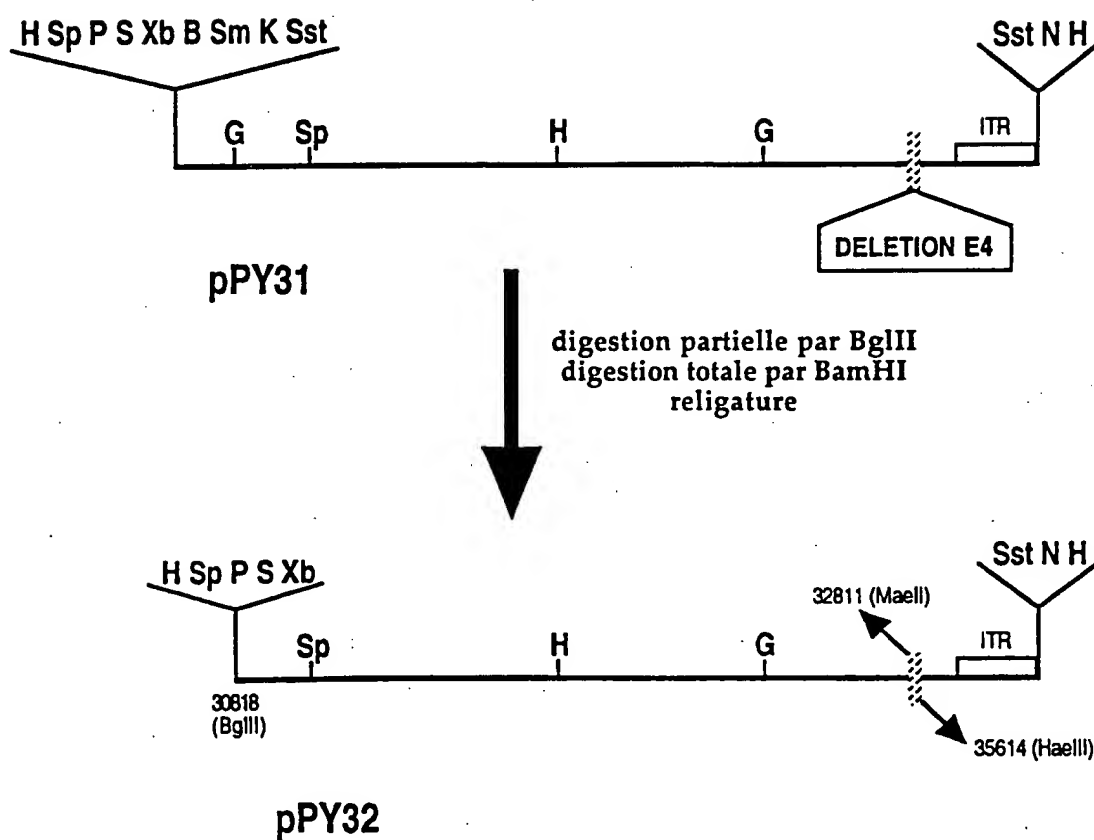 H Sp P S Xb B Sm K Sst
Sst N H
G Sp H G ITR
DELETION E4
pPY31
digestion partielle par BglII
digestion totale par BamHI
religature
H Sp P S Xb
Sst N H
32811 (MaeII)
Sp H G ITR
30818
(BglII)
35614 (HaeIII)
pPY32